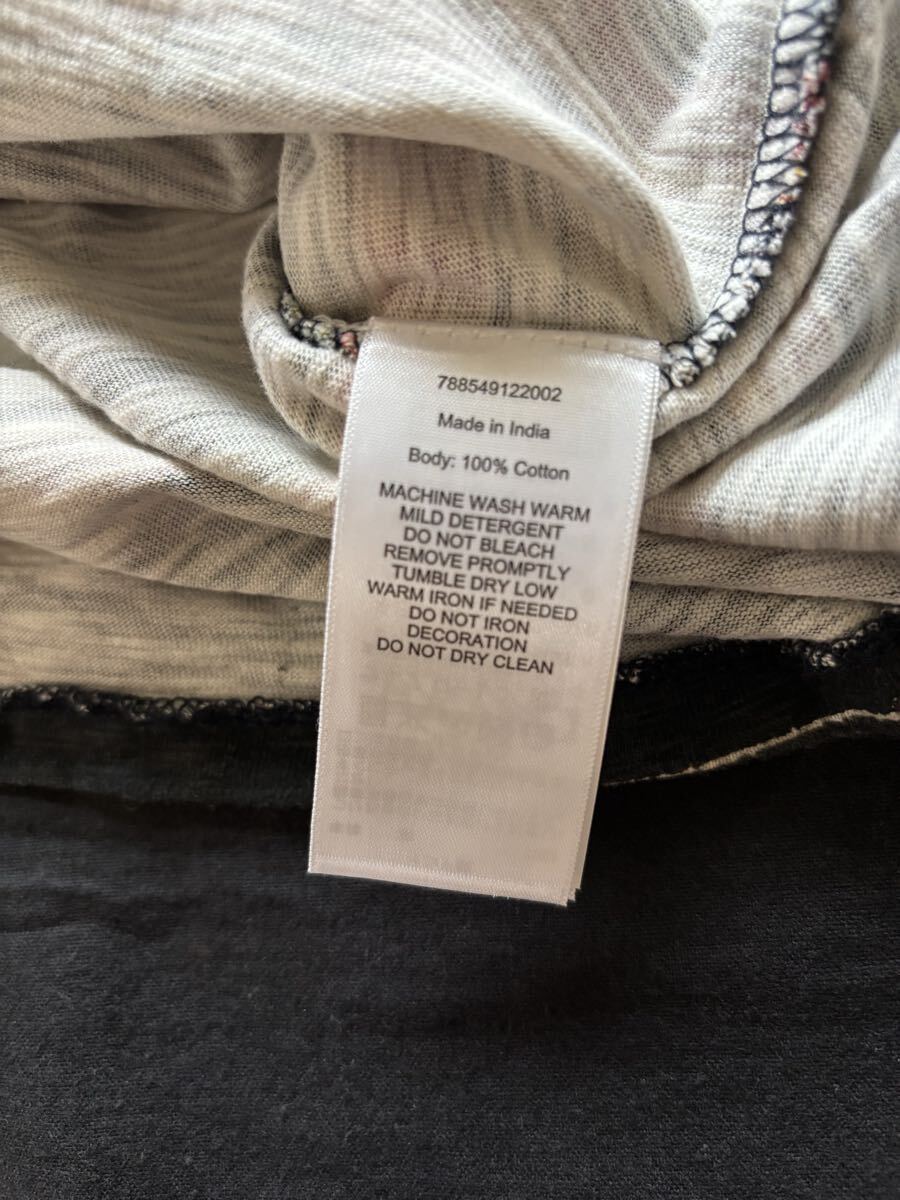 788549122002
Made in India
Body: 100% Cotton
MACHINE WASH WARM
MILD DETERGENT
DO NOT BLEACH
REMOVE PROMPTLY
TUMBLE DRY LOW
WARM IRON IF NEEDED
DO NOT IRON
DECORATION
DO NOT DRY CLEAN